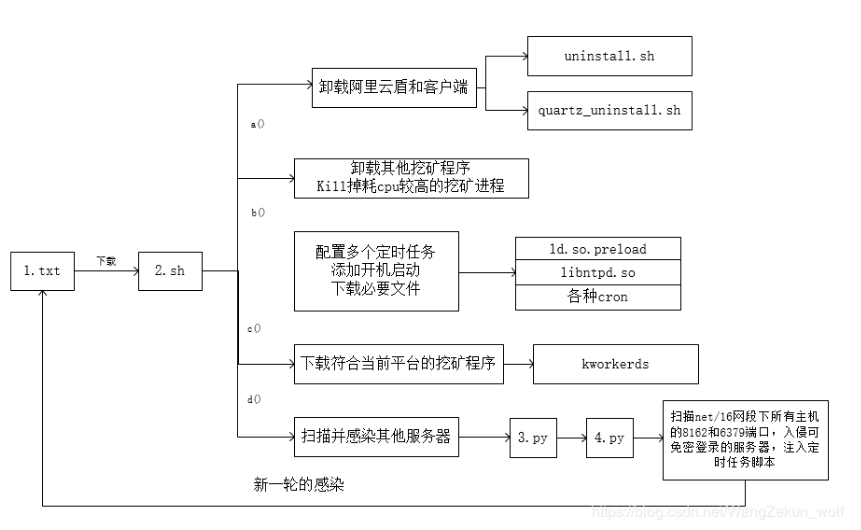 uninstall.sh
卸载阿里云盾和客户端
quartz_uninstall.sh
a()
卸载其他挖矿程序
Kill掉耗cpu较高的挖矿进程
b()
配置多个定时任务
添加开机启动
下载必要文件
ld.so.preload
libntpd.so
各种cron
1.txt
下载
2.sh
c()
下载符合当前平台的挖矿程序
kworkerds
d()
扫描并感染其他服务器
3.py
4.py
扫描net/16网段下所有主机
的8162和6379端口，入侵可
免密登录的服务器，注入定
时任务脚本
新一轮的感染
https://blog.csdn.net/WangZekun_wolf